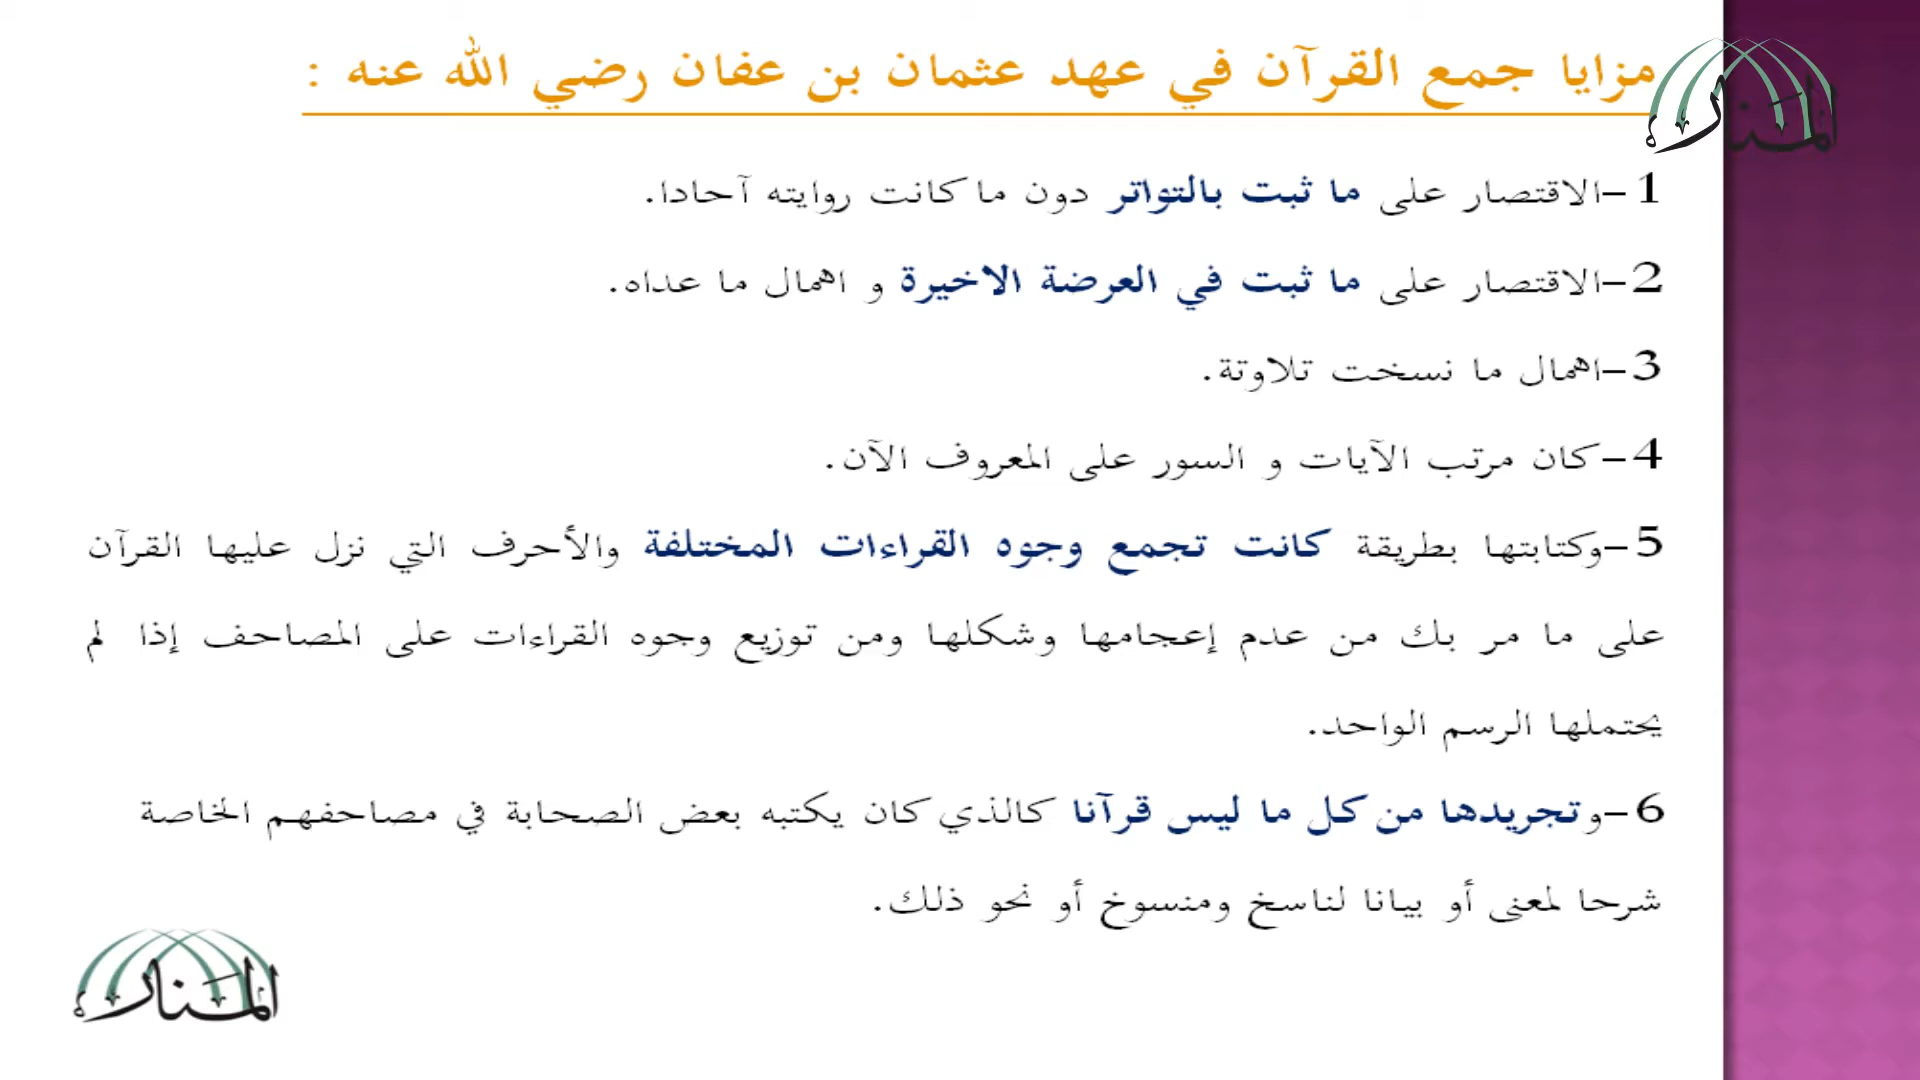 مزايا جمع القرآن في عهد عثمان بن عفان رضي الله عنه :
المنار
1-الاقتصار على ما ثبت بالتواتر دون ما كانت روايته آحادا.
2-الاقتصار على ما ثبت في العرضة الاخيرة و اهمال ما عداه.
3-اهمال ما نسخت تلاوتة.
4-كان مرتب الآيات و السور على المعروف الآن.
5-وكتابتها بطريقة كانت تجمع وجوه القراءات المختلفة والأحرف التي نزل عليها القرآن
على ما مر بك من عدم إعجامها وشكلها ومن توزيع وجوه القراءات على المصاحف إذا لم
يحتملها الرسم الواحد.
6-وتجريدها من كل ما ليس قرآنا كالذي كان يكتبه بعض الصحابة في مصاحفهم الخاصة
شرحا لمعنى أو بيانا لناسخ ومنسوخ أو نحو ذلك.
المنار